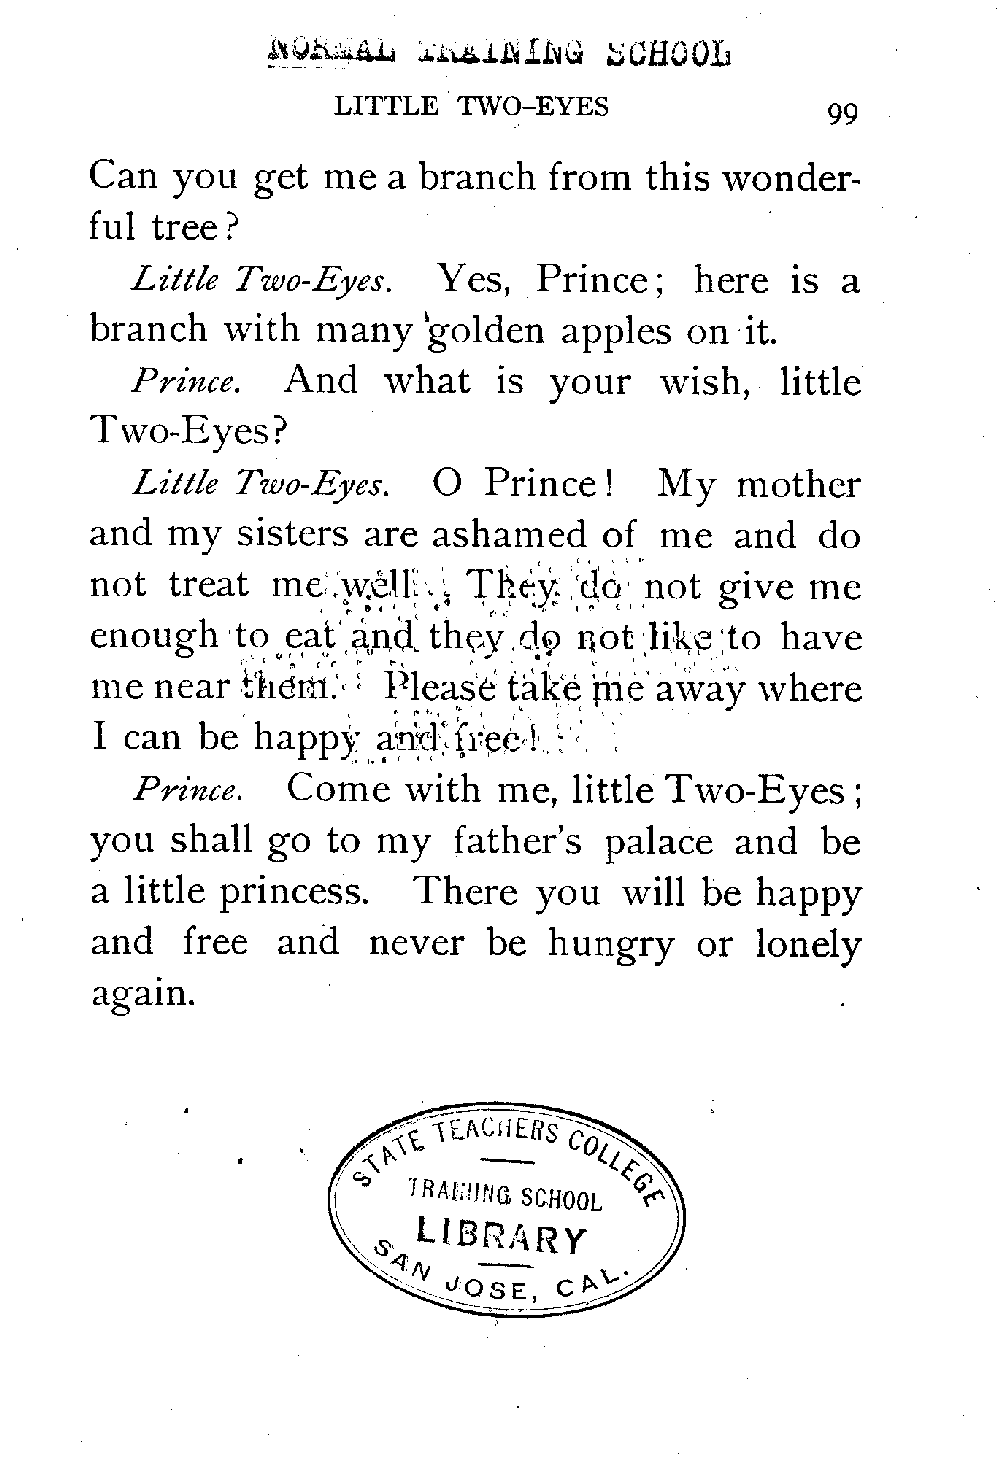 NORMAL TRAINING SCHOOL
LITTLE TWO-EYES 99
Can you get me a branch from this wonder-
ful tree?
Little Two-Eyes. Yes, Prince; here is a
branch with many golden apples on it.
Prince. And what is your wish, little
Two-Eyes?
Little Two-Eyes. O Prince! My mother
and my sisters are ashamed of me and do
not treat me well. They do not give me
enough to eat and they do not like to have
me near them. Please take me away where
I can be happy and free!
Prince. Come with me, little Two-Eyes;
you shall go to my father's palace and be
a little princess. There you will be happy
and free and never be hungry or lonely
again.
STATE TEACHERS COLLEGE
TRAINING SCHOOL
LIBRARY
SAN JOSE, CAL.